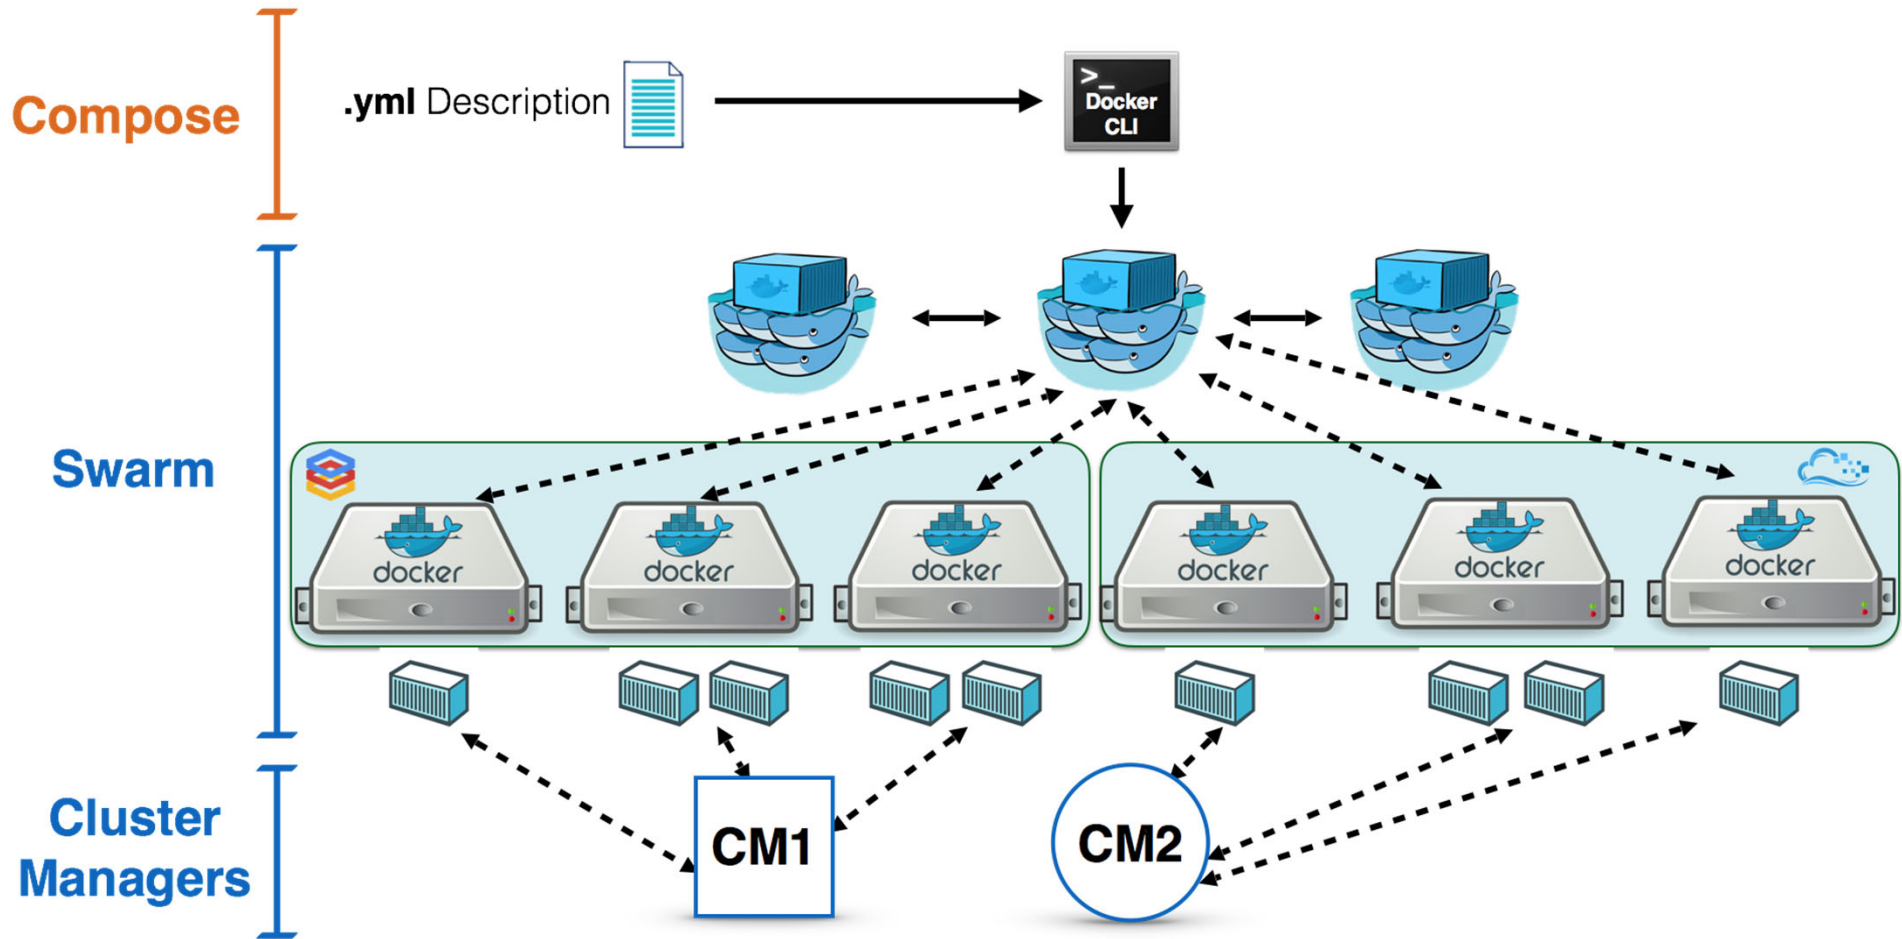 Compose
.yml Description
>_
Docker
CLI
Swarm
docker
docker
docker
docker
docker
docker
Cluster
Managers
CM1
CM2